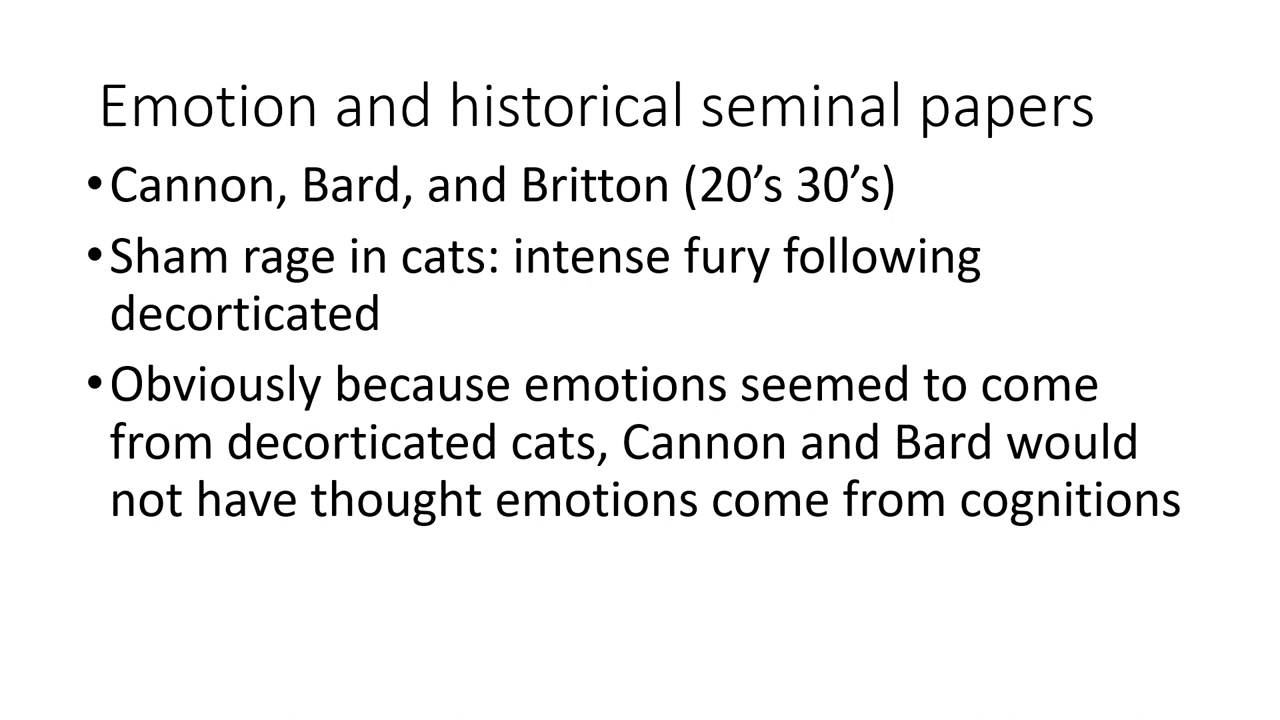 Emotion and historical seminal papers
•Cannon, Bard, and Britton (20’s 30’s)
•Sham rage in cats: intense fury following
decorticated
•Obviously because emotions seemed to come
from decorticated cats, Cannon and Bard would
not have thought emotions come from cognitions